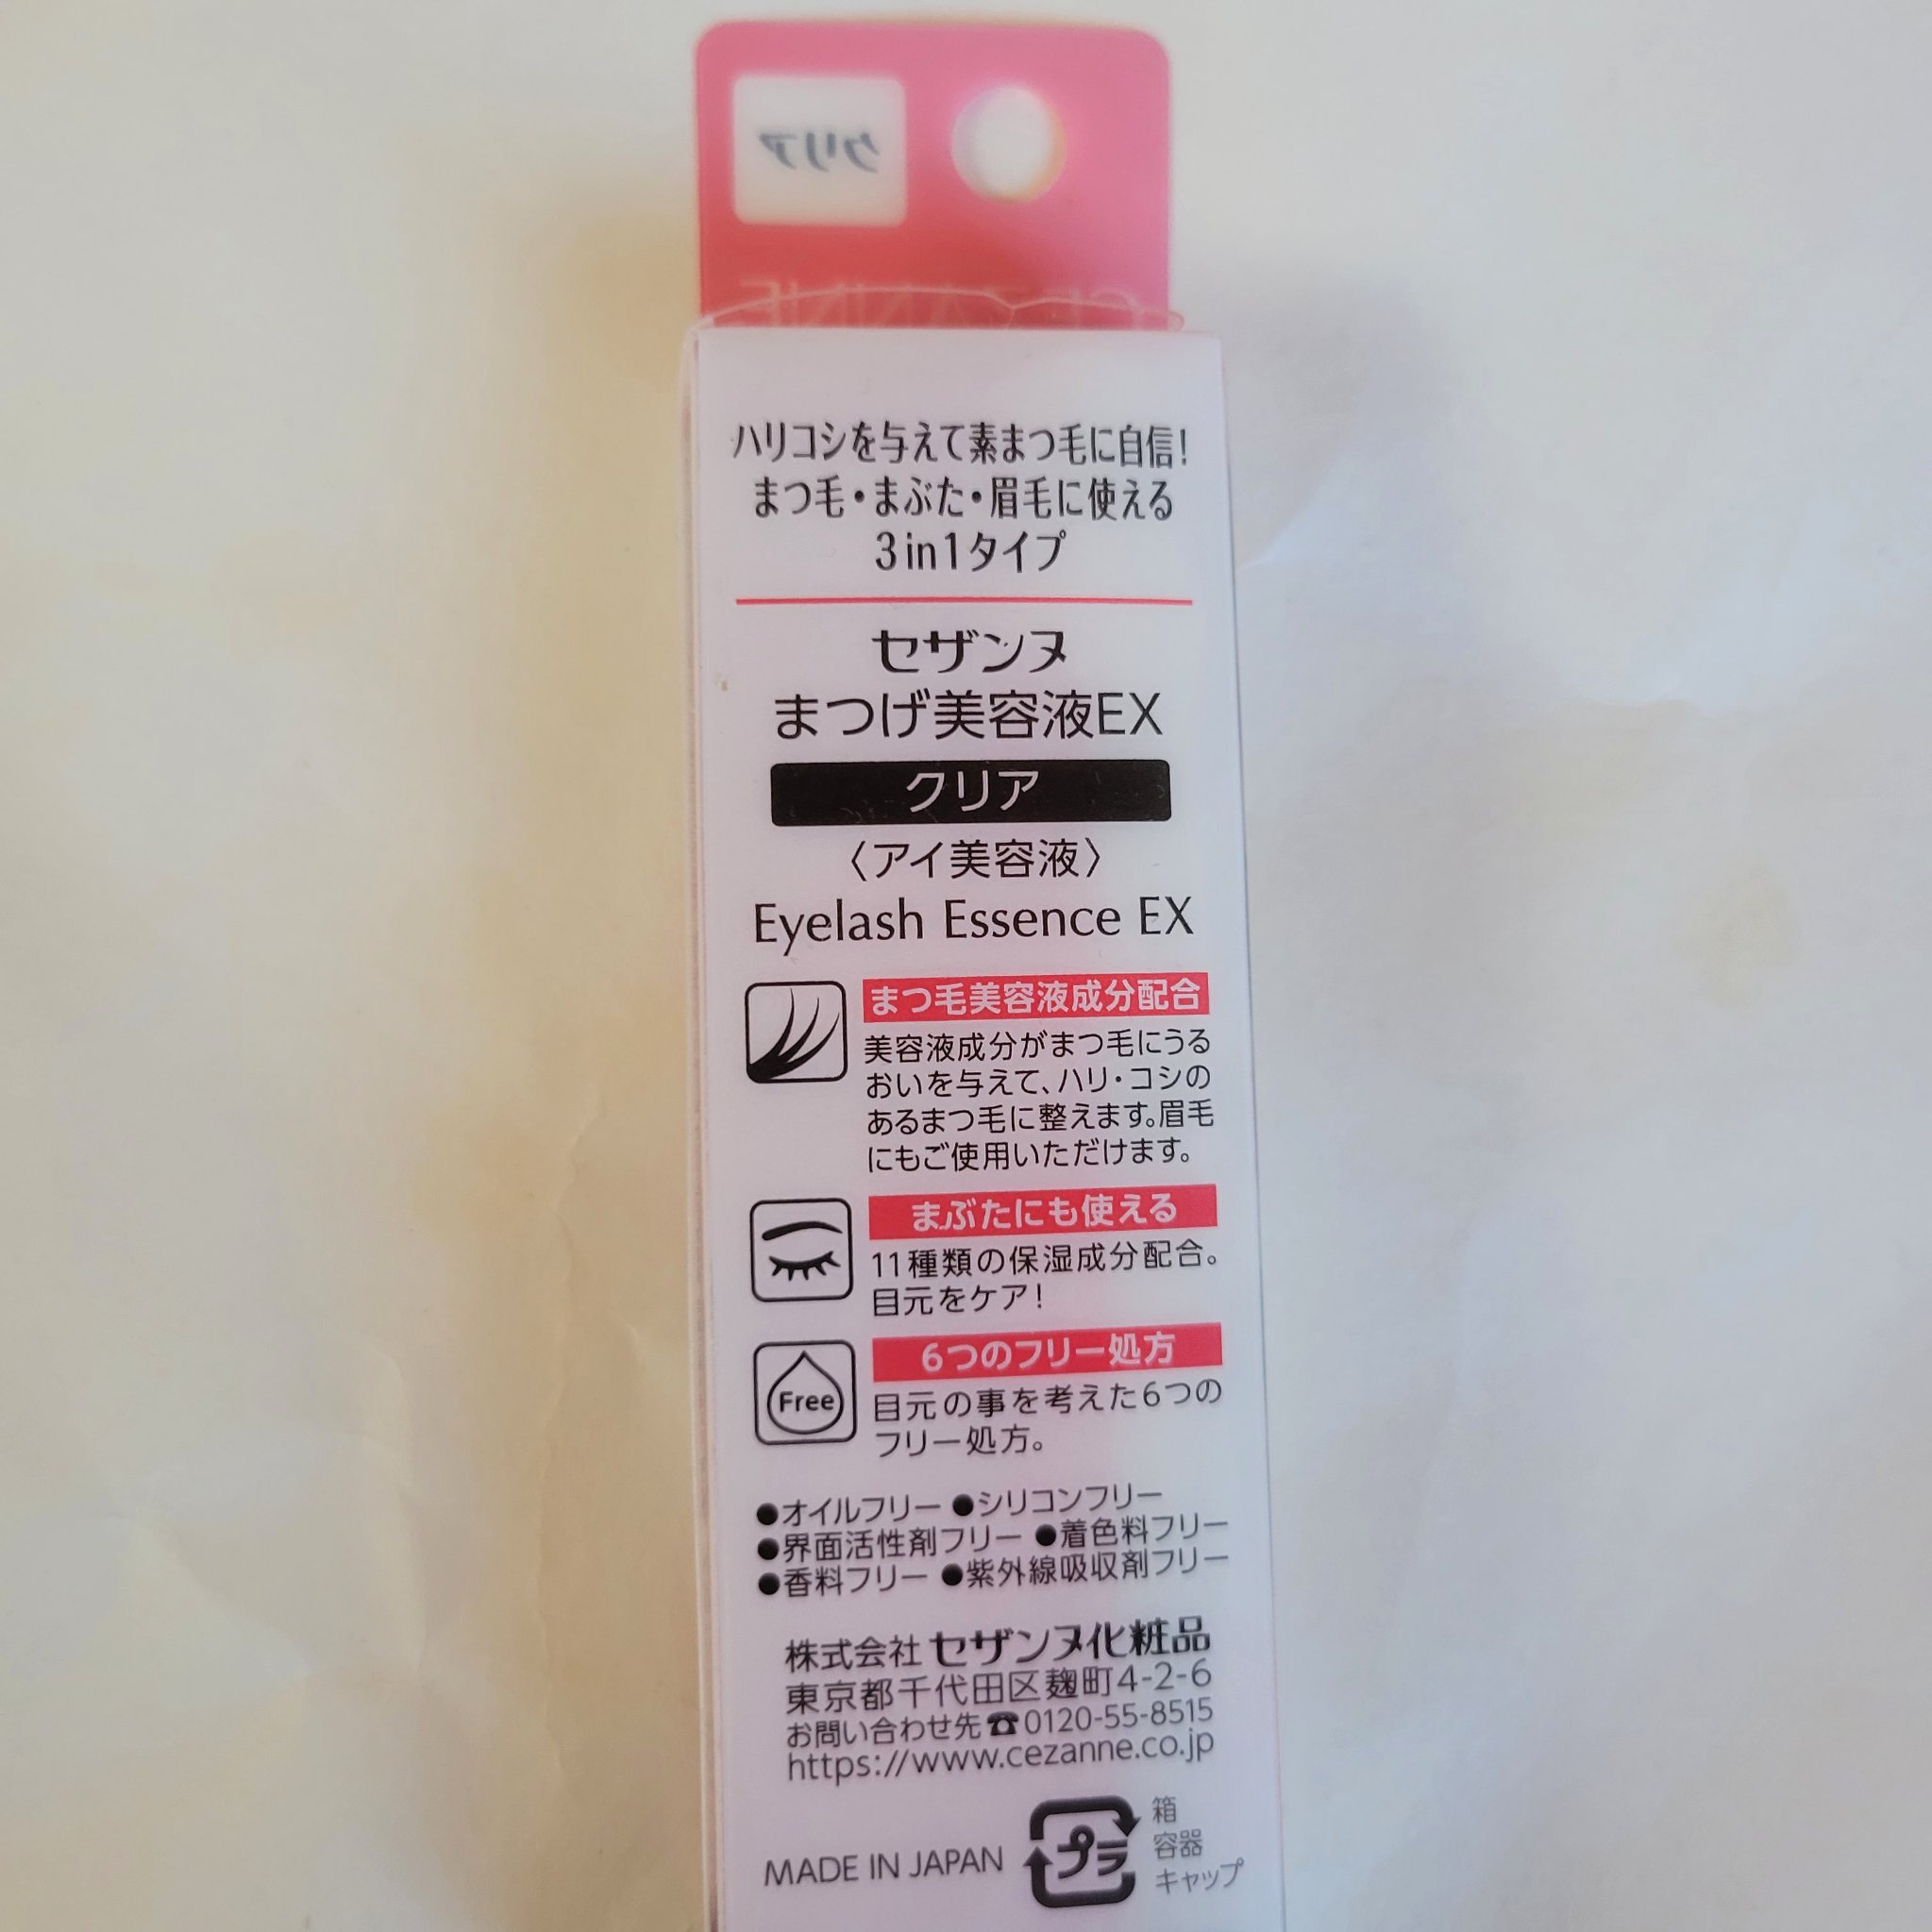 クリア
CEZANNE
ハリコシを与えて素まつ毛に自信!
まつ毛・まぶた・眉毛に使える
3in1タイプ
セザンヌ
まつげ美容液EX
クリア
〈アイ美容液〉
Eyelash Essence EX
まつ毛美容液成分配合
美容液成分がまつ毛にうる
おいを与えて、ハリ・コシの
あるまつ毛に整えます。眉毛
にもご使用いただけます。
まぶたにも使える
11種類の保湿成分配合。
目元をケア!
Free
6つのフリー処方
目元の事を考えた6つの
フリー処方。
●オイルフリー ●シリコンフリー
●界面活性剤フリー ●着色料フリー
●香料フリー ●紫外線吸収剤フリー
株式会社 セザンヌ化粧品
東京都千代田区麹町4-2-6
お問い合わせ先☎0120-55-8515
https://www.cezanne.co.jp
MADE IN JAPAN
プラ
箱
容器
キャップ